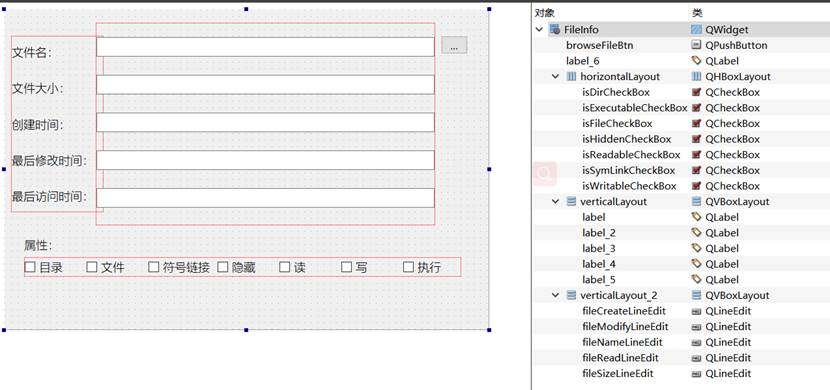 文件名:
...
文件大小:
创建时间:
最后修改时间:
最后访问时间:
属性:
目录 文件 符号链接 隐藏 读 写 执行
对象 类
FileInfo QWidget
browseFileBtn QPushButton
label_6 QLabel
horizontalLayout QHBoxLayout
isDirCheckBox QCheckBox
isExecutableCheckBox QCheckBox
isFileCheckBox QCheckBox
isHiddenCheckBox QCheckBox
isReadableCheckBox QCheckBox
isSymLinkCheckBox QCheckBox
isWritableCheckBox QCheckBox
verticalLayout QVBoxLayout
label QLabel
label_2 QLabel
label_3 QLabel
label_4 QLabel
label_5 QLabel
verticalLayout_2 QVBoxLayout
fileCreateLineEdit QLineEdit
fileModifyLineEdit QLineEdit
fileNameLineEdit QLineEdit
fileReadLineEdit QLineEdit
fileSizeLineEdit QLineEdit